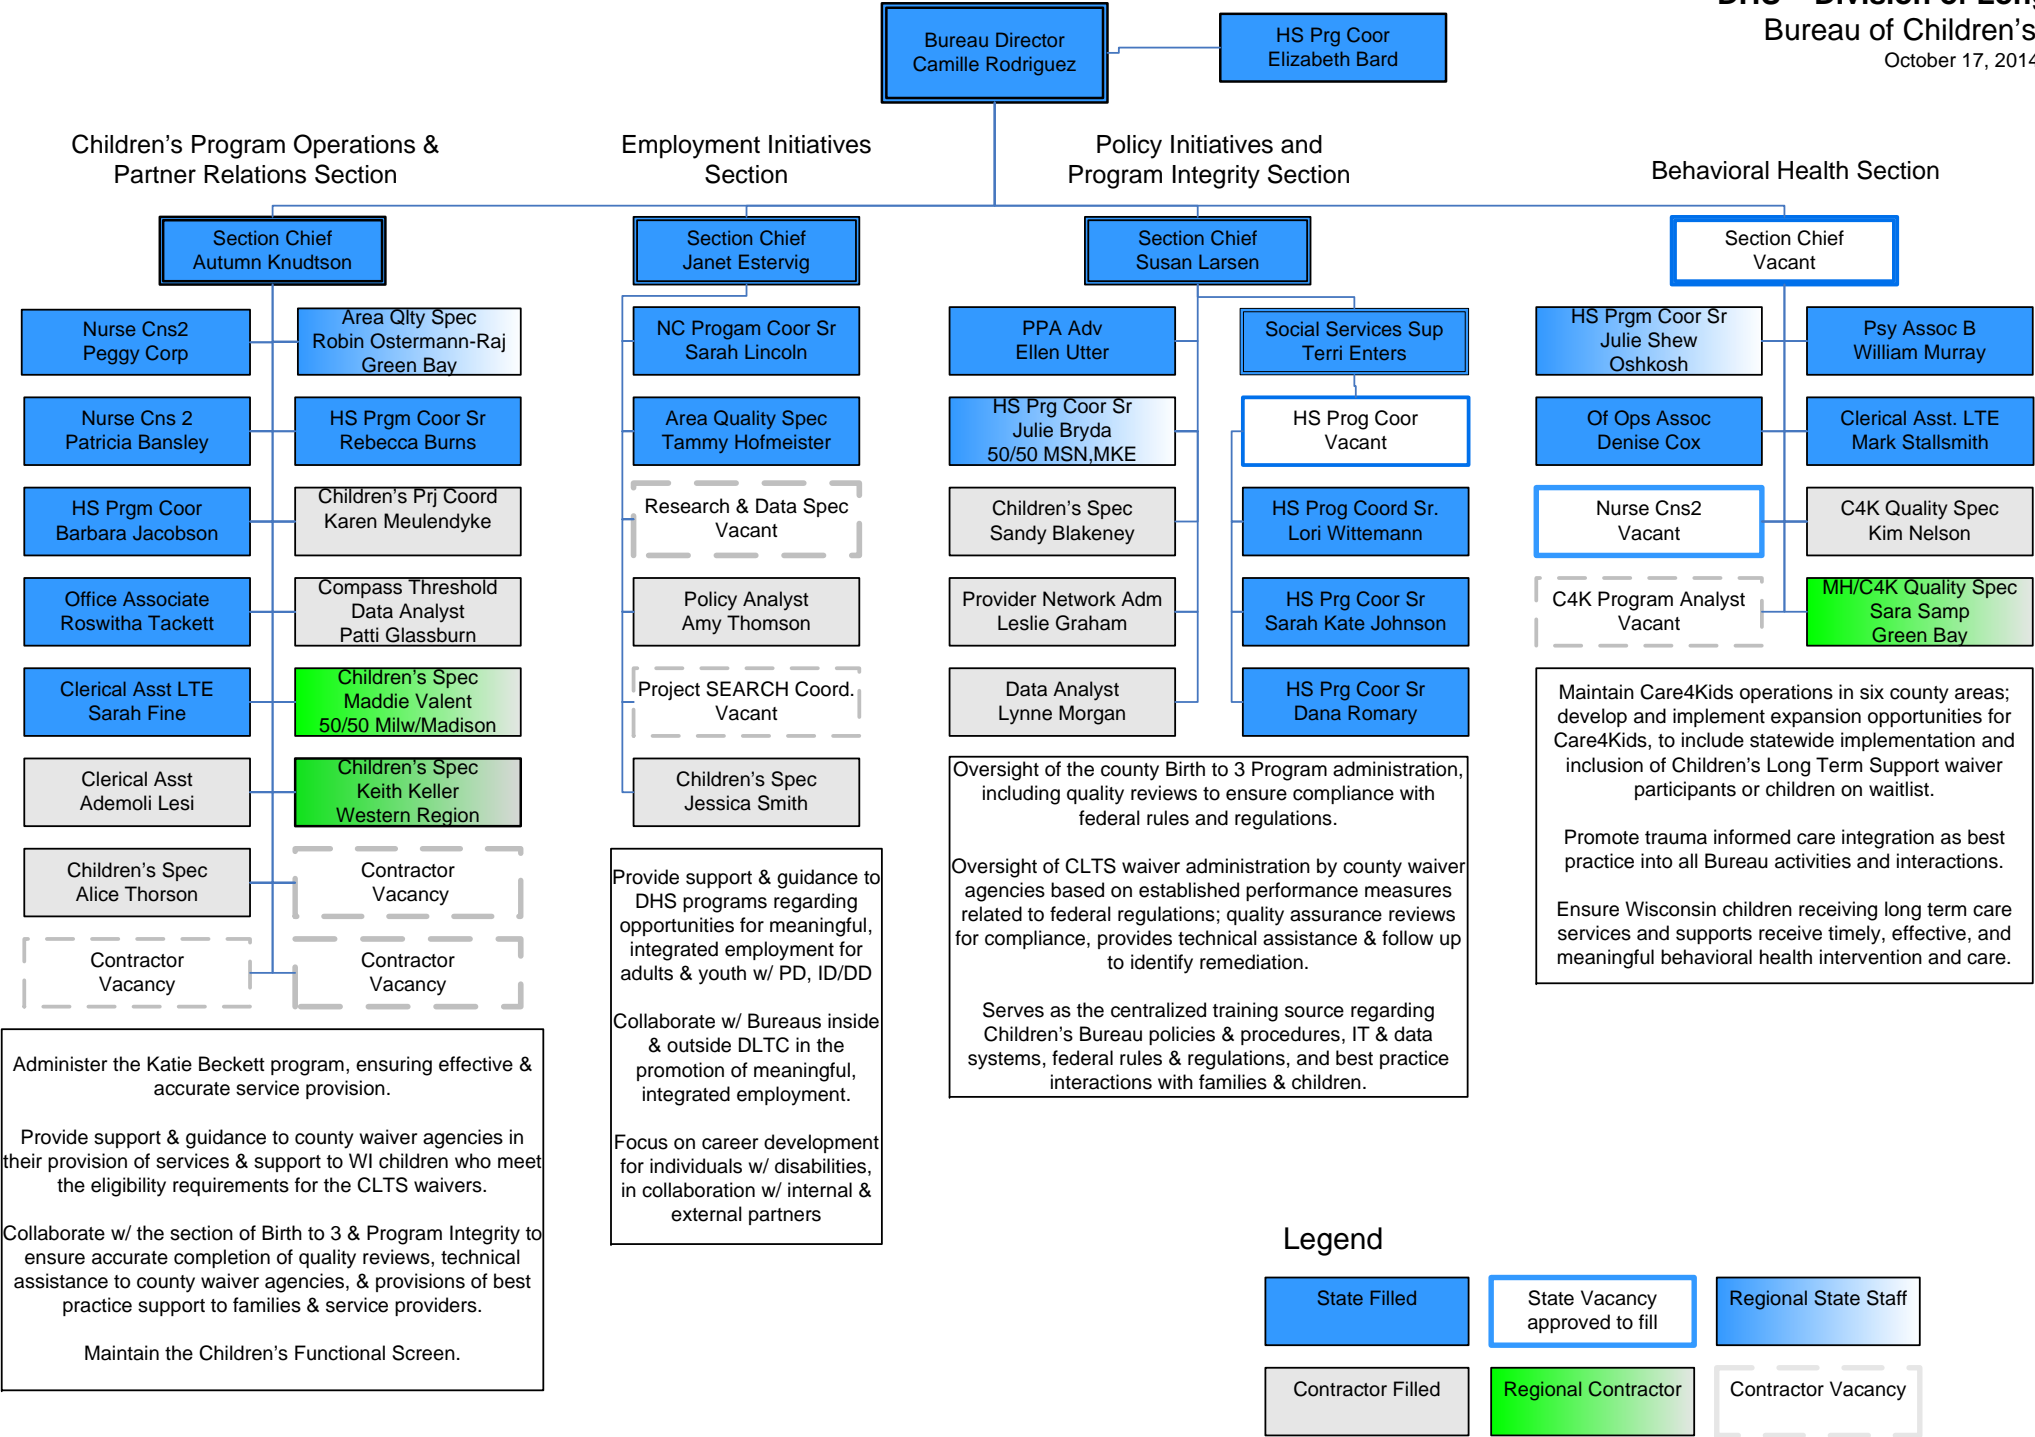 DHS – Division of Long
Bureau of Children's
October 17, 2014
Bureau Director
Camille Rodriguez
HS Prg Coor
Elizabeth Bard
Children's Program Operations &
Partner Relations Section
Employment Initiatives
Section
Policy Initiatives and
Program Integrity Section
Behavioral Health Section
Section Chief
Autumn Knudtson
Section Chief
Janet Estervig
Section Chief
Susan Larsen
Section Chief
Vacant
Nurse Cns2
Peggy Corp
Area Qlty Spec
Robin Ostermann-Raj
Green Bay
Nurse Cns 2
Patricia Bansley
HS Prgm Coor Sr
Rebecca Burns
HS Prgm Coor
Barbara Jacobson
Children's Prj Coord
Karen Meulendyke
Office Associate
Roswitha Tackett
Compass Threshold
Data Analyst
Patti Glassburn
Clerical Asst LTE
Sarah Fine
Children's Spec
Maddie Valent
50/50 Milw/Madison
Clerical Asst
Ademoli Lesi
Children's Spec
Keith Keller
Western Region
Children's Spec
Alice Thorson
Contractor
Vacancy
Contractor
Vacancy
Contractor
Vacancy
Administer the Katie Beckett program, ensuring effective &
accurate service provision.
Provide support & guidance to county waiver agencies in
their provision of services & support to WI children who meet
the eligibility requirements for the CLTS waivers.
Collaborate w/ the section of Birth to 3 & Program Integrity to
ensure accurate completion of quality reviews, technical
assistance to county waiver agencies, & provisions of best
practice support to families & service providers.
Maintain the Children's Functional Screen.
NC Progam Coor Sr
Sarah Lincoln
Area Quality Spec
Tammy Hofmeister
Research & Data Spec
Vacant
Policy Analyst
Amy Thomson
Project SEARCH Coord.
Vacant
Children's Spec
Jessica Smith
Provide support & guidance to
DHS programs regarding
opportunities for meaningful,
integrated employment for
adults & youth w/ PD, ID/DD
Collaborate w/ Bureaus inside
& outside DLTC in the
promotion of meaningful,
integrated employment.
Focus on career development
for individuals w/ disabilities,
in collaboration w/ internal &
external partners
PPA Adv
Ellen Utter
Social Services Sup
Terri Enters
HS Prg Coor Sr
Julie Bryda
50/50 MSN,MKE
HS Prog Coor
Vacant
Children's Spec
Sandy Blakeney
HS Prog Coord Sr.
Lori Wittemann
Provider Network Adm
Leslie Graham
HS Prg Coor Sr
Sarah Kate Johnson
Data Analyst
Lynne Morgan
HS Prg Coor Sr
Dana Romary
Oversight of the county Birth to 3 Program administration,
including quality reviews to ensure compliance with
federal rules and regulations.
Oversight of CLTS waiver administration by county waiver
agencies based on established performance measures
related to federal regulations; quality assurance reviews
for compliance, provides technical assistance & follow up
to identify remediation.
Serves as the centralized training source regarding
Children's Bureau policies & procedures, IT & data
systems, federal rules & regulations, and best practice
interactions with families & children.
HS Prgm Coor Sr
Julie Shew
Oshkosh
Psy Assoc B
William Murray
Of Ops Assoc
Denise Cox
Clerical Asst. LTE
Mark Stallsmith
Nurse Cns2
Vacant
C4K Quality Spec
Kim Nelson
C4K Program Analyst
Vacant
MH/C4K Quality Spec
Sara Samp
Green Bay
Maintain Care4Kids operations in six county areas;
develop and implement expansion opportunities for
Care4Kids, to include statewide implementation and
inclusion of Children's Long Term Support waiver
participants or children on waitlist.
Promote trauma informed care integration as best
practice into all Bureau activities and interactions.
Ensure Wisconsin children receiving long term care
services and supports receive timely, effective, and
meaningful behavioral health intervention and care.
Legend
State Filled
State Vacancy
approved to fill
Regional State Staff
Contractor Filled
Regional Contractor
Contractor Vacancy